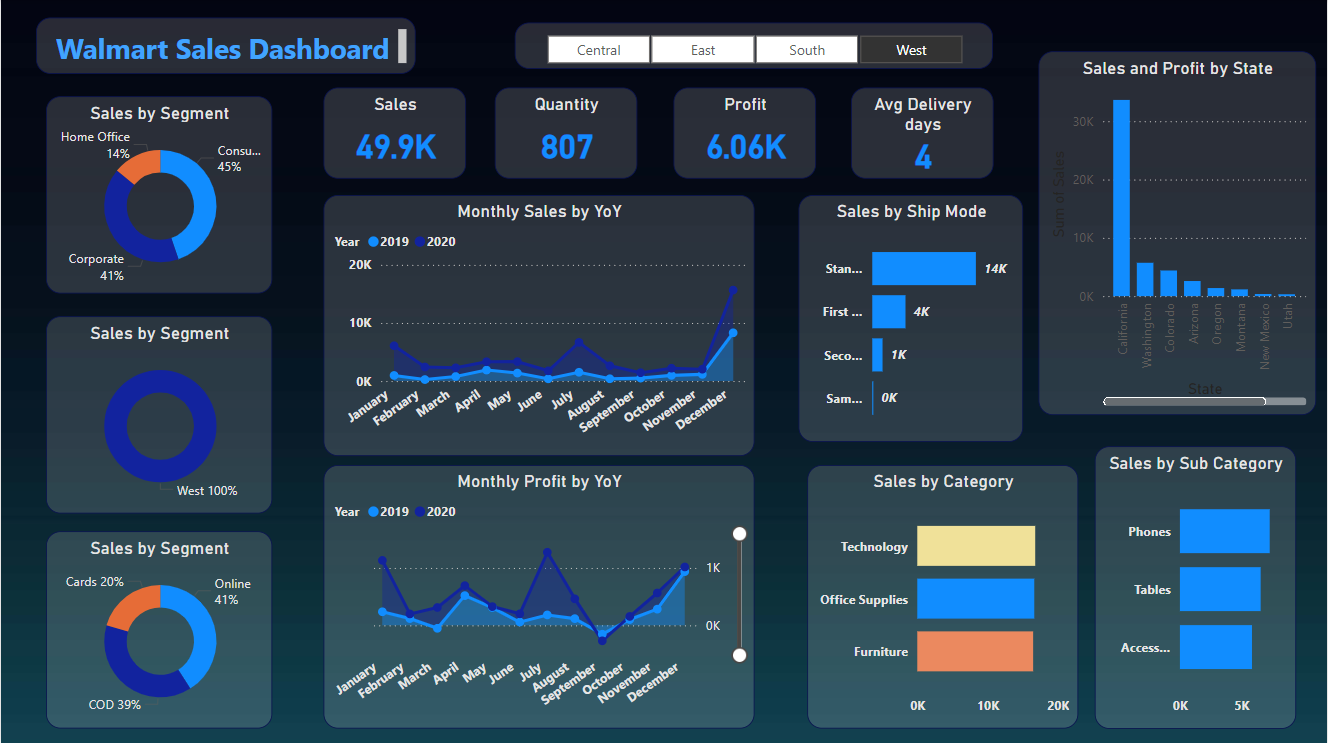 Walmart Sales Dashboard
Central
East
South
West
Sales by Segment
Home Office
14%
Consu...
45%
Corporate
41%
Sales
49.9K
Quantity
807
Profit
6.06K
Avg Delivery
days
4
Sales and Profit by State
30K
20K
10K
0K
Sum of Sales
California
Washington
Colorado
Arizona
Oregon
Montana
New Mexico
Utah
State
Monthly Sales by YoY
Year 2019 2020
20K
10K
0K
January
February
March
April
May
June
July
August
September
October
November
December
Sales by Ship Mode
Stan... 14K
First ... 4K
Seco... 1K
Sam... 0K
Sales by Segment
West 100%
Monthly Profit by YoY
Year 2019 2020
1K
0K
January
February
March
April
May
June
July
August
September
October
November
December
Sales by Category
Technology
Office Supplies
Furniture
0K 10K 20K
Sales by Sub Category
Phones
Tables
Access...
0K 5K
Sales by Segment
Cards 20%
Online
41%
COD 39%